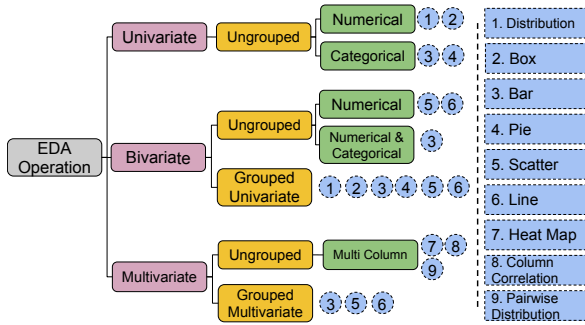 EDA
Operation
Univariate
Ungrouped
Numerical
1 2
Categorical
3 4
Bivariate
Ungrouped
Numerical
5 6
Numerical &
Categorical
3
Grouped
Univariate
1 2 3 4 5 6
Multivariate
Ungrouped
Multi Column
7 8
9
Grouped
Multivariate
3 5 6
1. Distribution
2. Box
3. Bar
4. Pie
5. Scatter
6. Line
7. Heat Map
8. Column
Correlation
9. Pairwise
Distribution